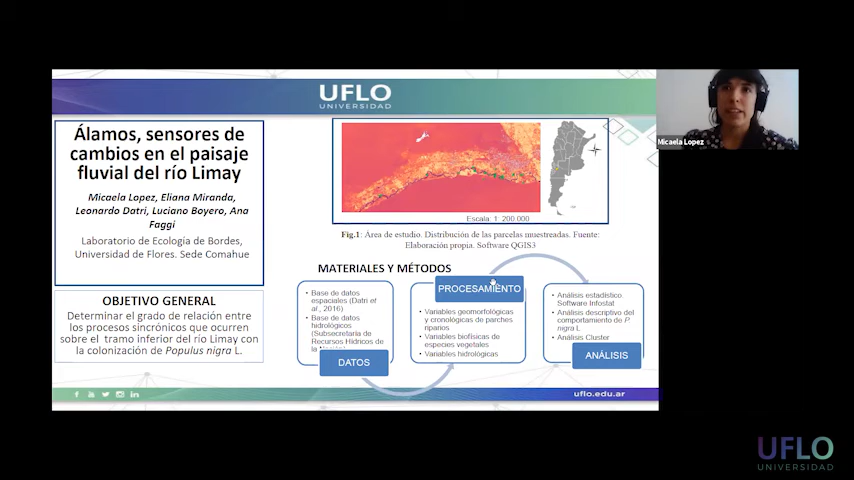 UFLO
UNIVERSIDAD
Álamos, sensores de
cambios en el paisaje
fluvial del río Limay
Micaela Lopez, Eliana Miranda,
Leonardo Datri, Luciano Boyero, Ana
Faggi
Laboratorio de Ecología de Bordes,
Universidad de Flores. Sede Comahue
OBJETIVO GENERAL
Determinar el grado de relación entre
los procesos sincrónicos que ocurren
sobre el tramo inferior del río Limay con
la colonización de Populus nigra L.
Escala: 1: 200.000
Fig.1: Area de estudio. Distribución de las parcelas muestreadas. Fuente:
Elaboración propia. Software QGIS3
MATERIALES Y MÉTODOS
• Base de datos
espaciales (Datri et
al., 2016)
• Base de datos
hidrológicos
(Subsecretaría de
Recursos Hídricos de
DATOS
PROCESAMIENTO
• Variables geomorfológicas
y cronológicas de parches
riparios
• Variables biofísicas de
especies vegetales
• Variables hidrológicas
• Análisis estadístico.
Software Infostat
• Análisis descriptivo del
comportamiento de P.
nigra L
• Análisis Cluster
ANÁLISIS
uflo.edu.ar
Micaela Lopez
UFLO
UNIVERSIDAD